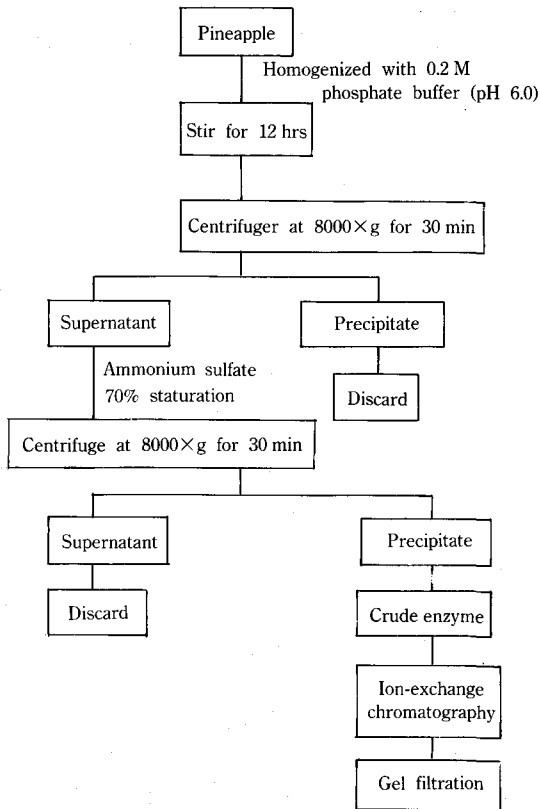 Pineapple
Homogenized with 0.2 M
phosphate buffer (pH 6.0)
Stir for 12 hrs
Centrifuger at 8000×g for 30 min
Supernatant
Precipitate
Ammonium sulfate
70% staturation
Discard
Centrifuge at 8000×g for 30 min
Supernatant
Precipitate
Discard
Crude enzyme
Ion-exchange
chromatography
Gel filtration